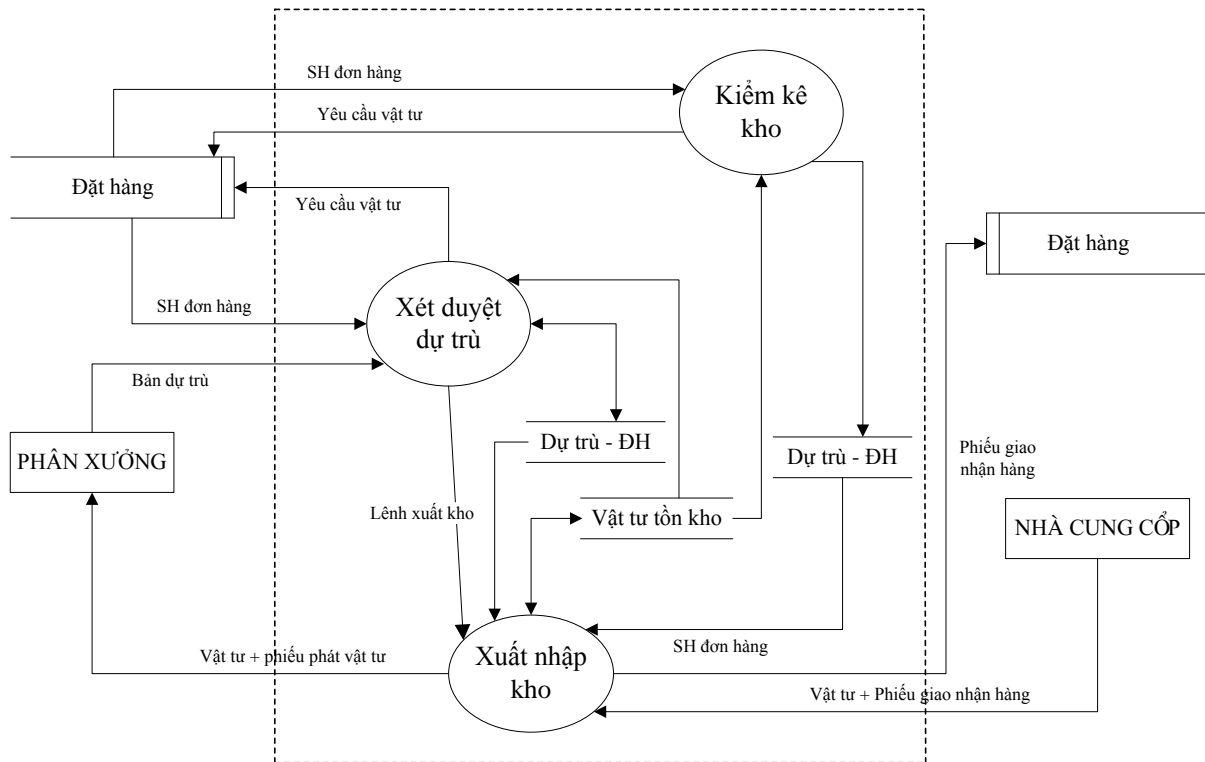 SH đơn hàng
Kiểm kê
kho
Yêu cầu vật tư
Đặt hàng
Yêu cầu vật tư
Đặt hàng
SH đơn hàng
Xét duyệt
dự trù
Bản dự trù
PHÂN XƯỞNG
Dự trù - ĐH
Dự trù - ĐH
Phiếu giao
nhận hàng
Lênh xuất kho
Vật tư tồn kho
NHÀ CUNG CỔP
SH đơn hàng
Vật tư + phiếu phát vật tư
Xuất nhập
kho
Vật tư + Phiếu giao nhận hàng